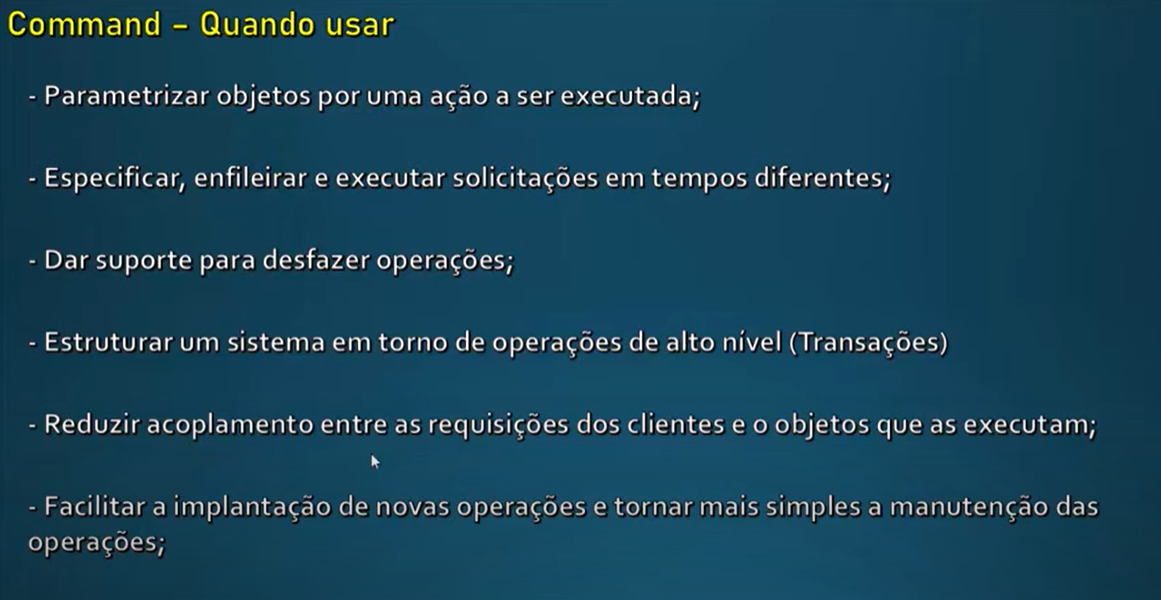 Command – Quando usar
- Parametrizar objetos por uma ação a ser executada;
- Especificar, enfileirar e executar solicitações em tempos diferentes;
- Dar suporte para desfazer operações;
- Estruturar um sistema em torno de operações de alto nível (Transações)
- Reduzir acoplamento entre as requisições dos clientes e o objetos que as executam;
- Facilitar a implantação de novas operações e tornar mais simples a manutenção das
operações;